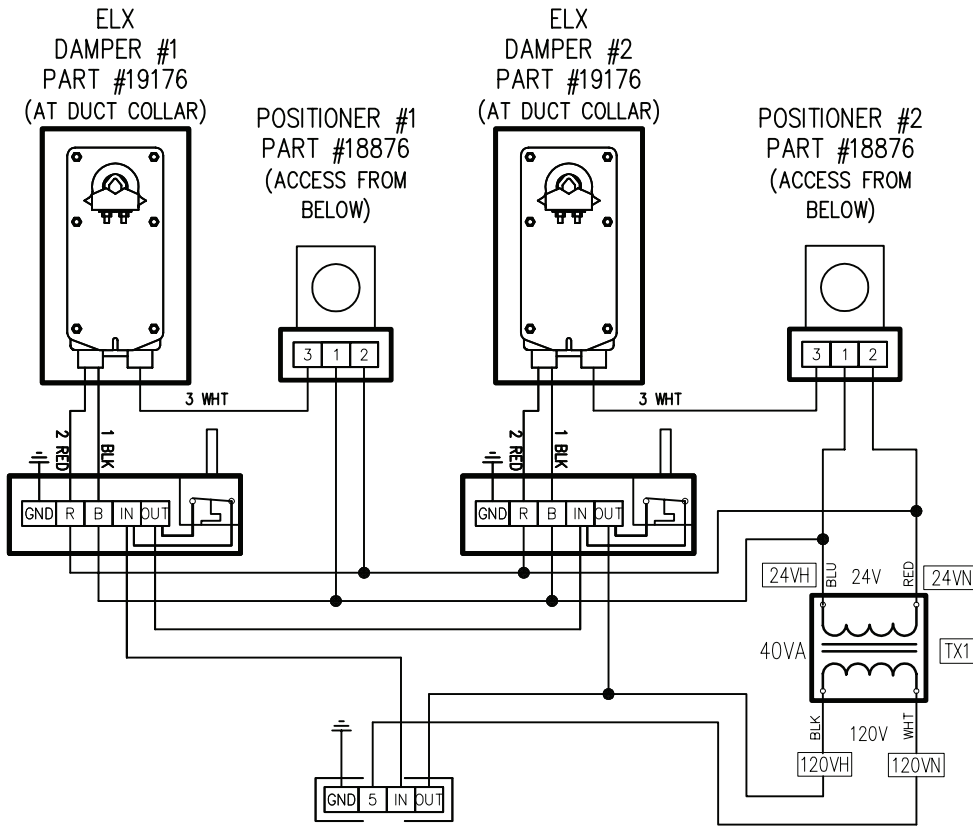 ELX
DAMPER #1
PART #19176
(AT DUCT COLLAR)
POSITIONER #1
PART #18876
(ACCESS FROM
BELOW)
ELX
DAMPER #2
PART #19176
(AT DUCT COLLAR)
POSITIONER #2
PART #18876
(ACCESS FROM
BELOW)
3 1 2
3 1 2
3 WHT
3 WHT
2 RED
1 BLK
2 RED
1 BLK
GND R B IN OUT
GND R B IN OUT
24VH
BLU
24V
RED
24VN
40VA
TX1
BLK
120V
WHT
120VH
120VN
GND 5 IN OUT